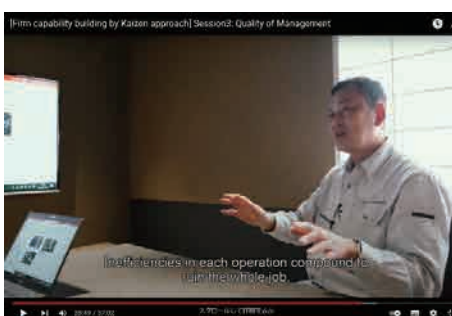 [Firm capability building by Kaizen approach] Session3: Quality of Management
Inefficiencies in each operation compound to
ruin the whole job.